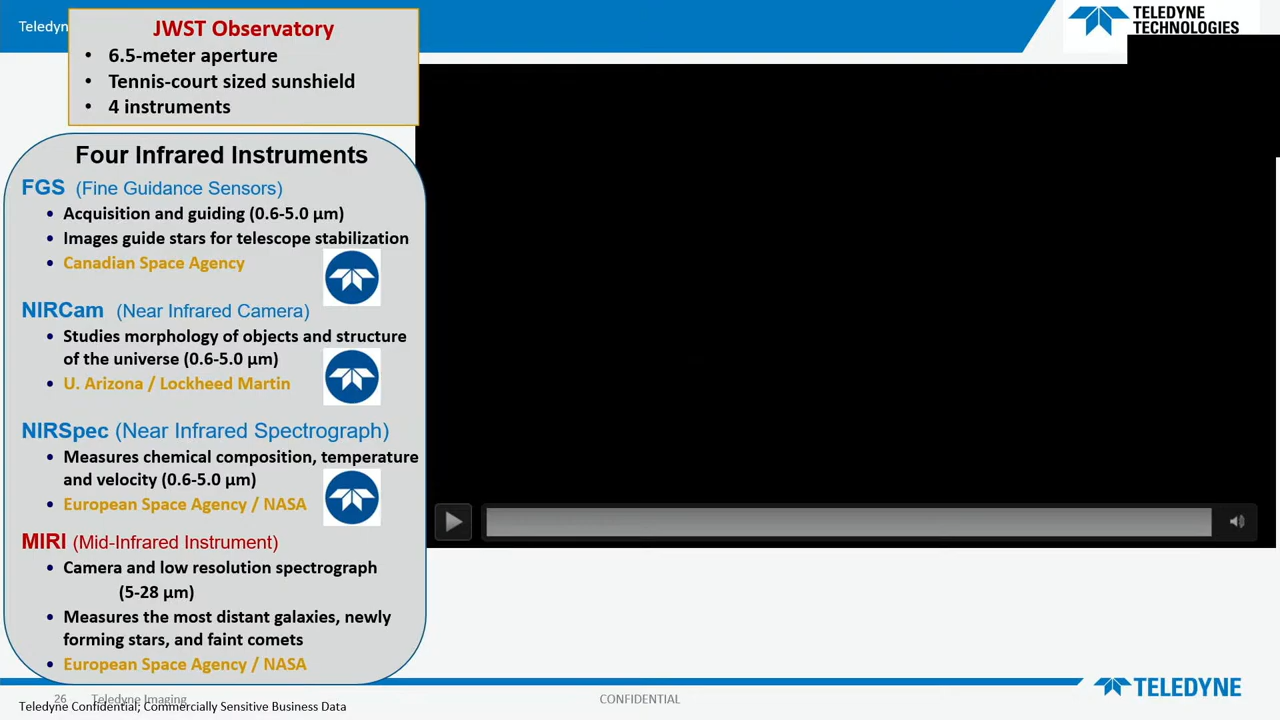 Teledyne
JWST Observatory
• 6.5-meter aperture
• Tennis-court sized sunshield
• 4 instruments
TELEDYNE
TECHNOLOGIES
Four Infrared Instruments
FGS (Fine Guidance Sensors)
• Acquisition and guiding (0.6-5.0 µm)
• Images guide stars for telescope stabilization
• Canadian Space Agency
NIRCam (Near Infrared Camera)
• Studies morphology of objects and structure
of the universe (0.6-5.0 µm)
• U. Arizona / Lockheed Martin
NIRSpec (Near Infrared Spectrograph)
• Measures chemical composition, temperature
and velocity (0.6-5.0 µm)
• European Space Agency / NASA
MIRI (Mid-Infrared Instrument)
• Camera and low resolution spectrograph
(5-28 µm)
• Measures the most distant galaxies, newly
forming stars, and faint comets
• European Space Agency / NASA
26 Teledyne Imaging
CONFIDENTIAL
TELEDYNE
Teledyne Confidential; Commercially Sensitive Business Data